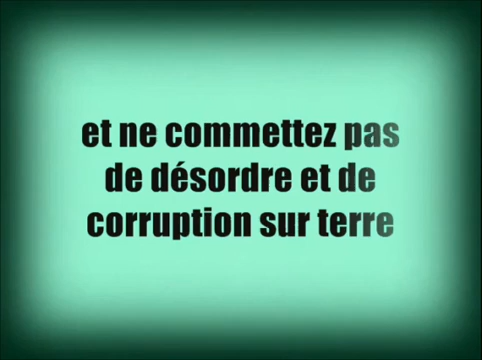 et ne commettez pas
de désordre et de
corruption sur terre